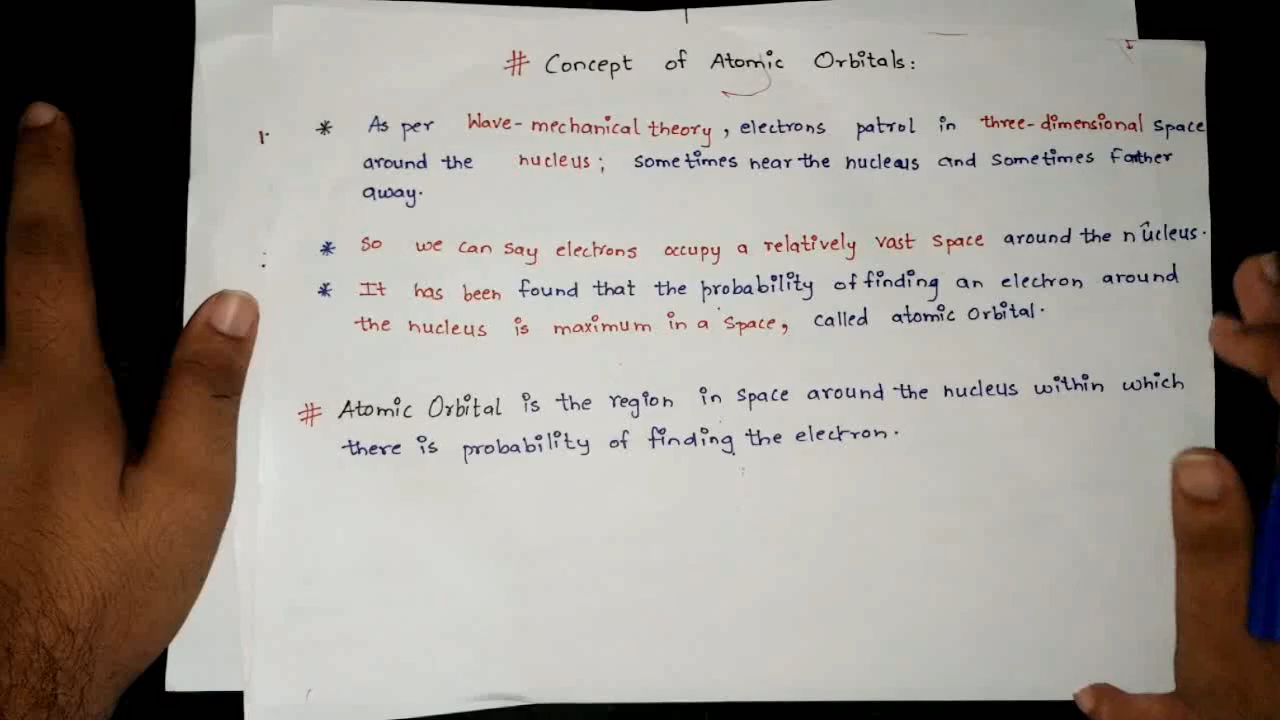 # Concept of Atomic Orbitals:
* As per Wave-mechanical theory, electrons patrol in three-dimensional space
around the nucleus; sometimes near the nucleus and sometimes farther
away.
* So we can say electrons occupy a relatively vast space around the nucleus.
* It has been found that the probability of finding an electron around
the nucleus is maximum in a space, called atomic orbital.
# Atomic Orbital is the region in space around the nucleus within which
there is probability of finding the electron.